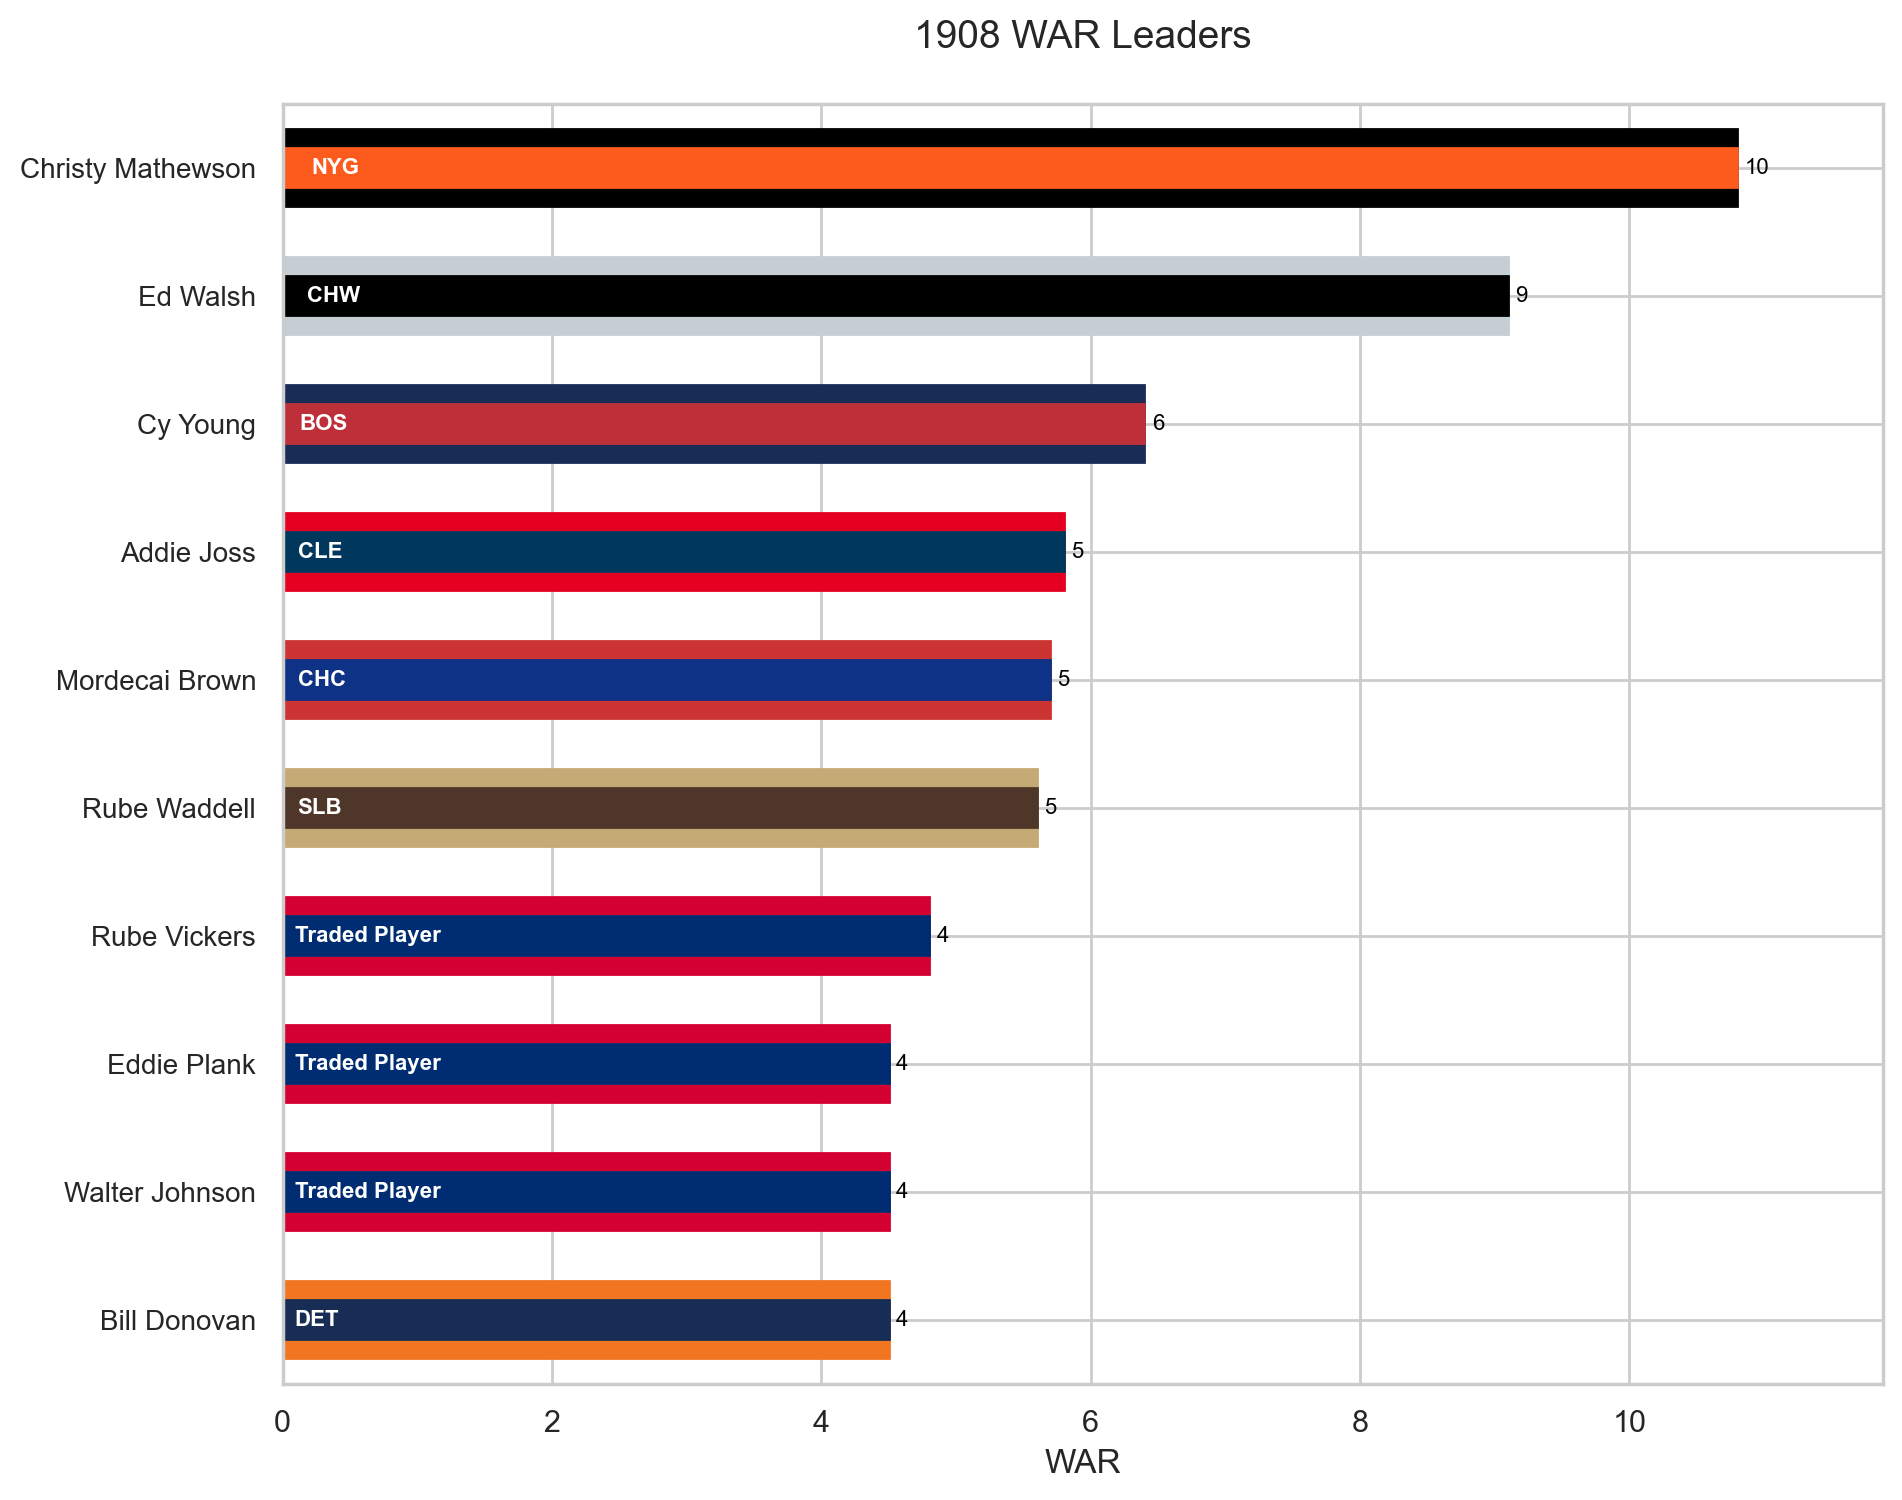 1908 WAR Leaders
Christy Mathewson NYG 10
Ed Walsh CHW 9
Cy Young BOS 6
Addie Joss CLE 5
Mordecai Brown CHC 5
Rube Waddell SLB 5
Rube Vickers Traded Player 4
Eddie Plank Traded Player 4
Walter Johnson Traded Player 4
Bill Donovan DET 4
0 2 4 6 8 10
WAR